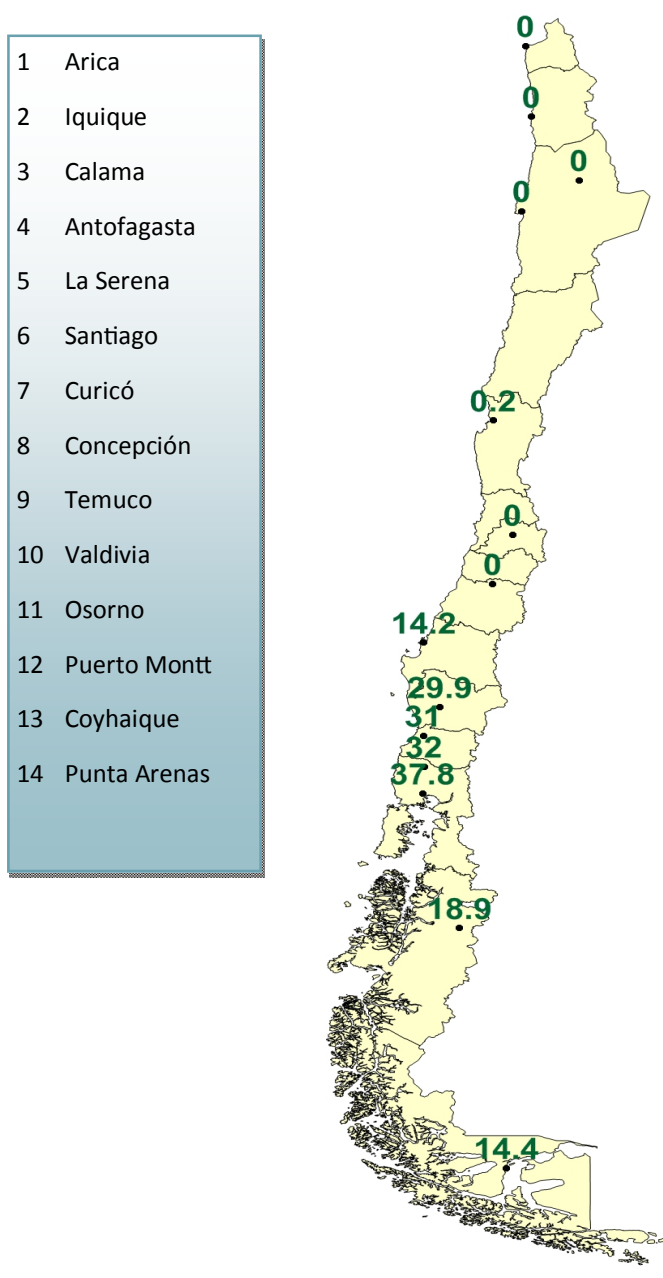 1 Arica
2 Iquique
3 Calama
4 Antofagasta
5 La Serena
6 Santiago
7 Curicó
8 Concepción
9 Temuco
10 Valdivia
11 Osorno
12 Puerto Montt
13 Coyhaique
14 Punta Arenas
0
0
0
0
0.2
0
0
14.2
29.9
31
32
37.8
18.9
14.4